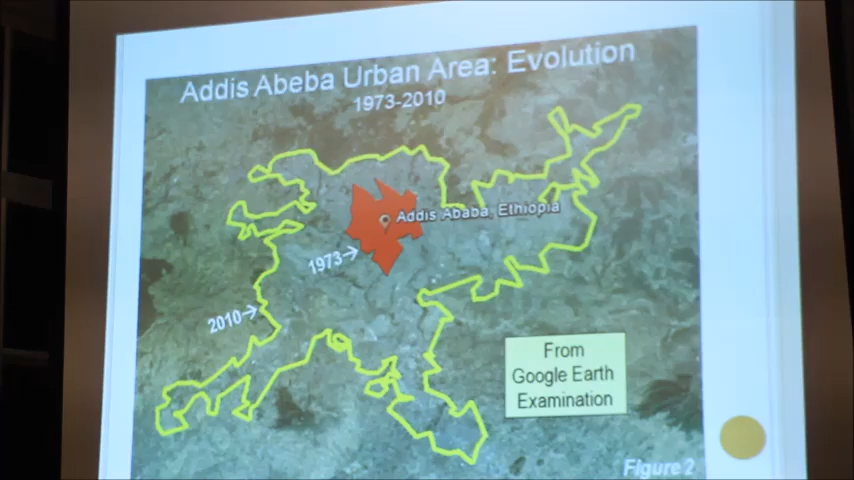 Addis Abeba Urban Area: Evolution
1973-2010
Addis Ababa, Ethiopia
1973→
2010→
From
Google Earth
Examination
Figure 2